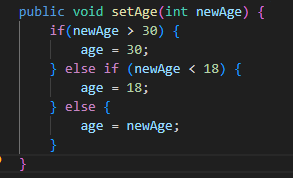 public void setAge(int newAge) {
    if(newAge > 30) {
        age = 30;
    } else if (newAge < 18) {
        age = 18;
    } else {
        age = newAge;
    }
}